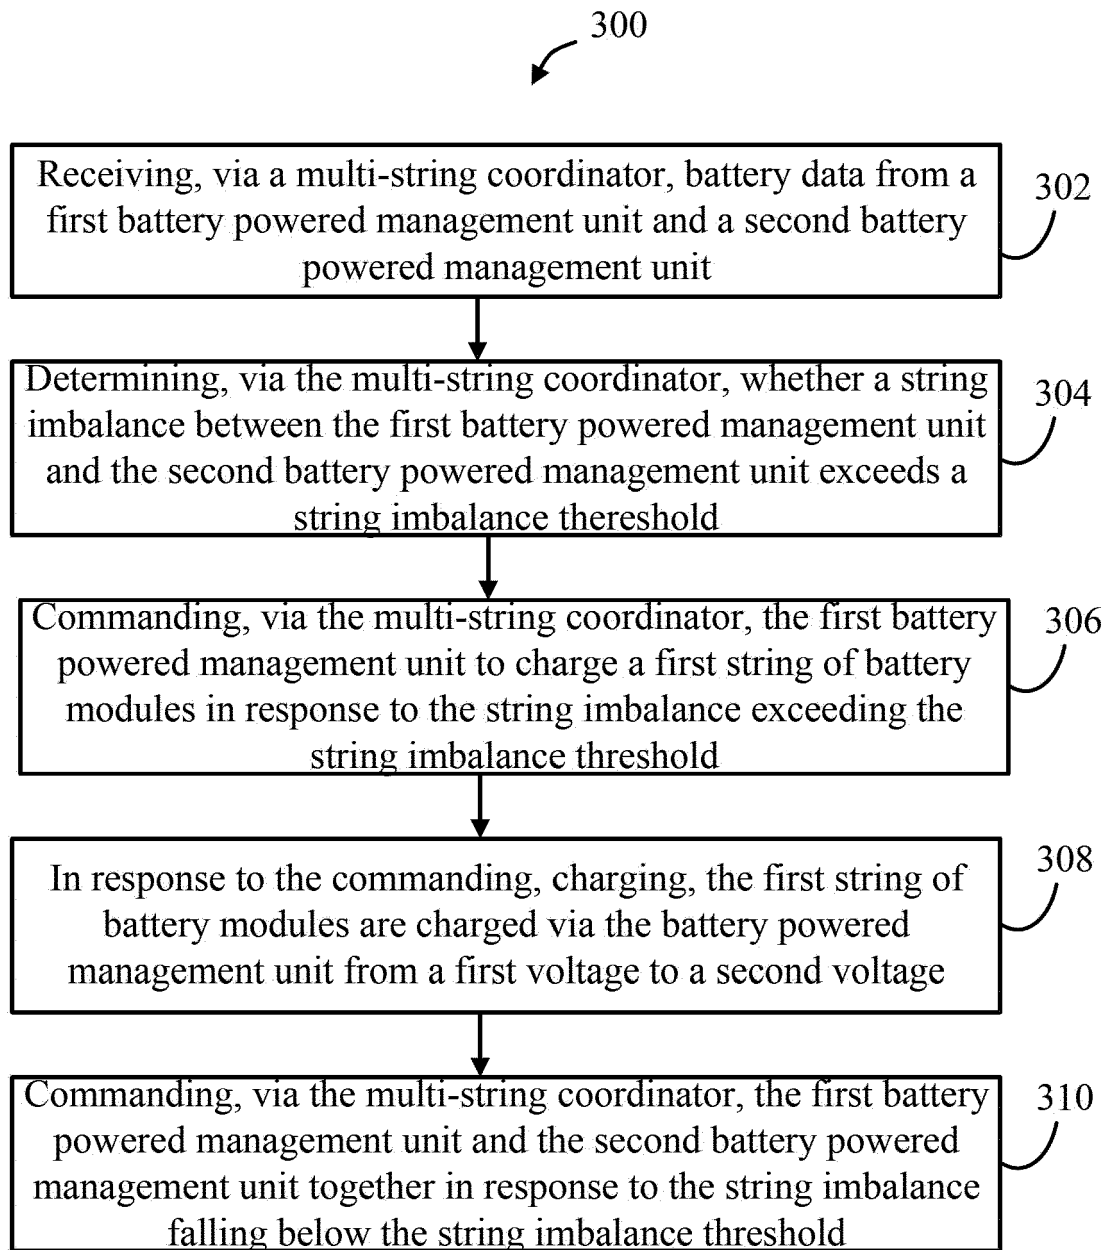 300
Receiving, via a multi-string coordinator, battery data from a
first battery powered management unit and a second battery
powered management unit
302
Determining, via the multi-string coordinator, whether a string
imbalance between the first battery powered management unit
and the second battery powered management unit exceeds a
string imbalance thereshold
304
Commanding, via the multi-string coordinator, the first battery
powered management unit to charge a first string of battery
modules in response to the string imbalance exceeding the
string imbalance threshold
306
In response to the commanding, charging, the first string of
battery modules are charged via the battery powered
management unit from a first voltage to a second voltage
308
Commanding, via the multi-string coordinator, the first battery
powered management unit and the second battery powered
management unit together in response to the string imbalance
falling below the string imbalance threshold
310